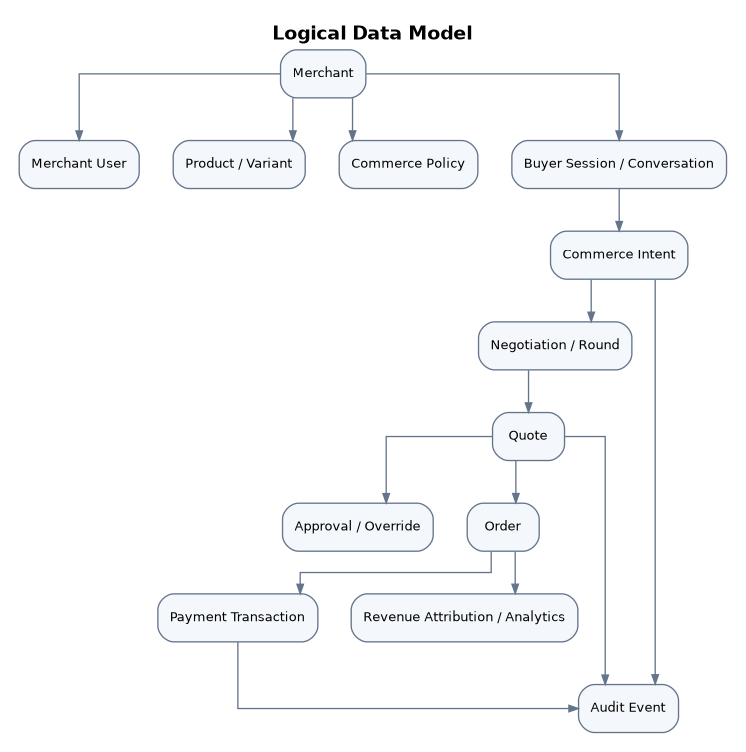 Logical Data Model
Merchant
Merchant User
Product / Variant
Commerce Policy
Buyer Session / Conversation
Commerce Intent
Negotiation / Round
Quote
Approval / Override
Order
Payment Transaction
Revenue Attribution / Analytics
Audit Event